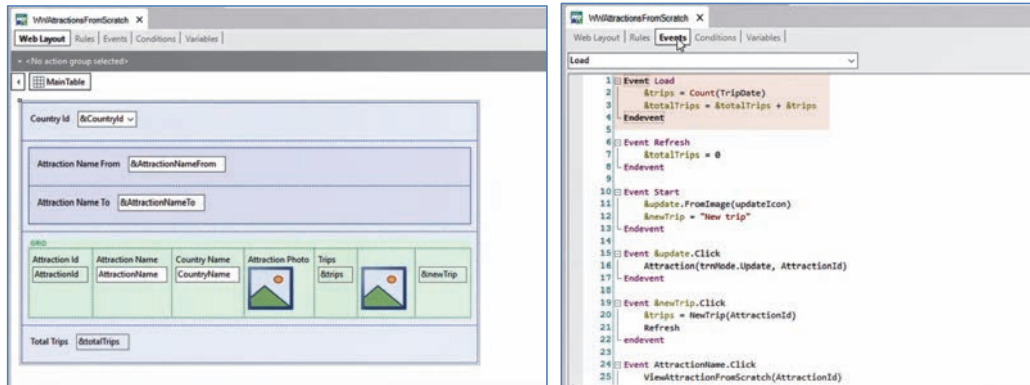 WWAttractionsFromScratch X
Web Layout | Rules | Events | Conditions | Variables |
<No action group selected>
MainTable
Country Id &CountryId
Attraction Name From &AttractionNameFrom
Attraction Name To &AttractionNameTo
GRID
Attraction Id Attraction Name Country Name Attraction Photo Trips
AttractionId AttractionName CountryName &trips &newTrip
Total Trips &totalTrips
WWAttractionsFromScratch X
Web Layout | Rules | Events | Conditions | Variables |
Load
1 Event Load
2 &trips = Count(TripDate)
3 &totalTrips = &totalTrips + &trips
4 Endevent
5
6 Event Refresh
7 &totalTrips = 0
8 Endevent
9
10 Event Start
11 &update.FromImage(updateIcon)
12 &newTrip = "New trip"
13 Endevent
14
15 Event &update.Click
16 Attraction(trnMode.Update, AttractionId)
17 Endevent
18
19 Event &newTrip.Click
20 &trips = NewTrip(AttractionId)
21 Refresh
22 endevent
23
24 Event AttractionName.Click
25 ViewAttractionFromScratch(AttractionId)